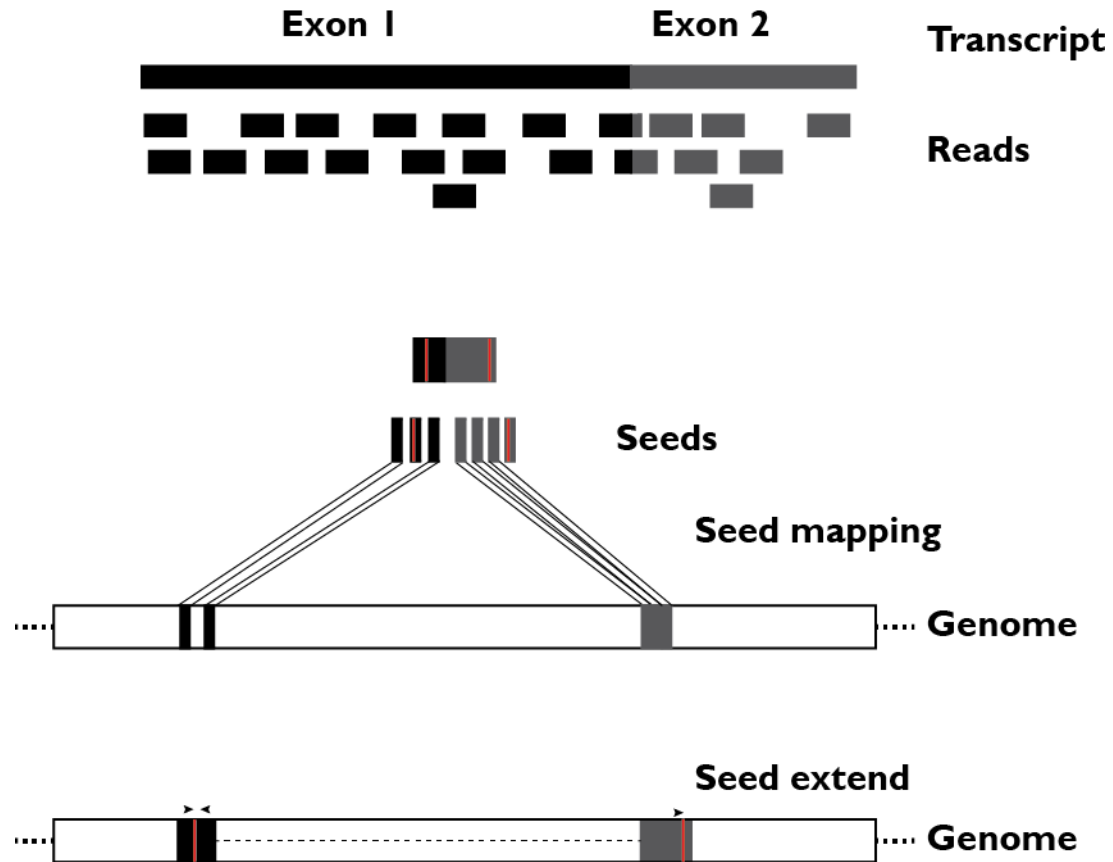 Exon 1
Exon 2
Transcript
Reads
Seeds
Seed mapping
Genome
Seed extend
Genome